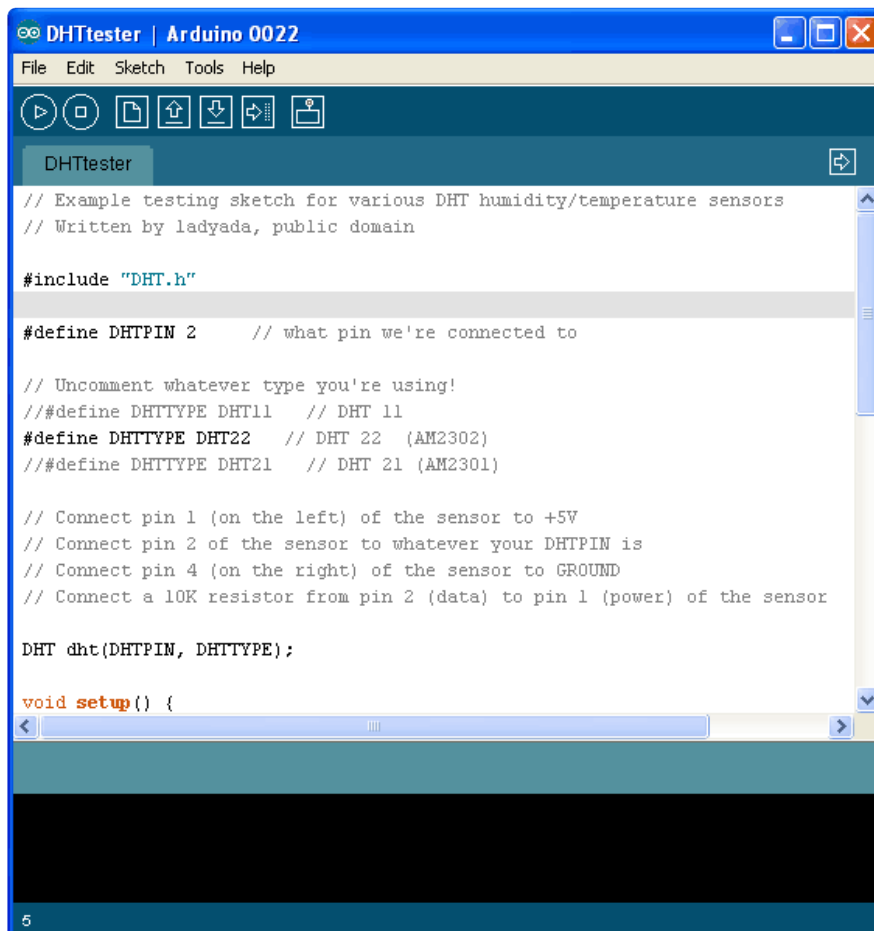 DHTtester | Arduino 0022
File Edit Sketch Tools Help
DHTtester
// Example testing sketch for various DHT humidity/temperature sensors
// Written by ladyada, public domain
#include "DHT.h"
#define DHTPIN 2     // what pin we're connected to
// Uncomment whatever type you're using!
//#define DHTTYPE DHT11   // DHT 11
#define DHTTYPE DHT22   // DHT 22  (AM2302)
//#define DHTTYPE DHT21   // DHT 21 (AM2301)
// Connect pin 1 (on the left) of the sensor to +5V
// Connect pin 2 of the sensor to whatever your DHTPIN is
// Connect pin 4 (on the right) of the sensor to GROUND
// Connect a 10K resistor from pin 2 (data) to pin 1 (power) of the sensor
DHT dht(DHTPIN, DHTTYPE);
void setup() {
5